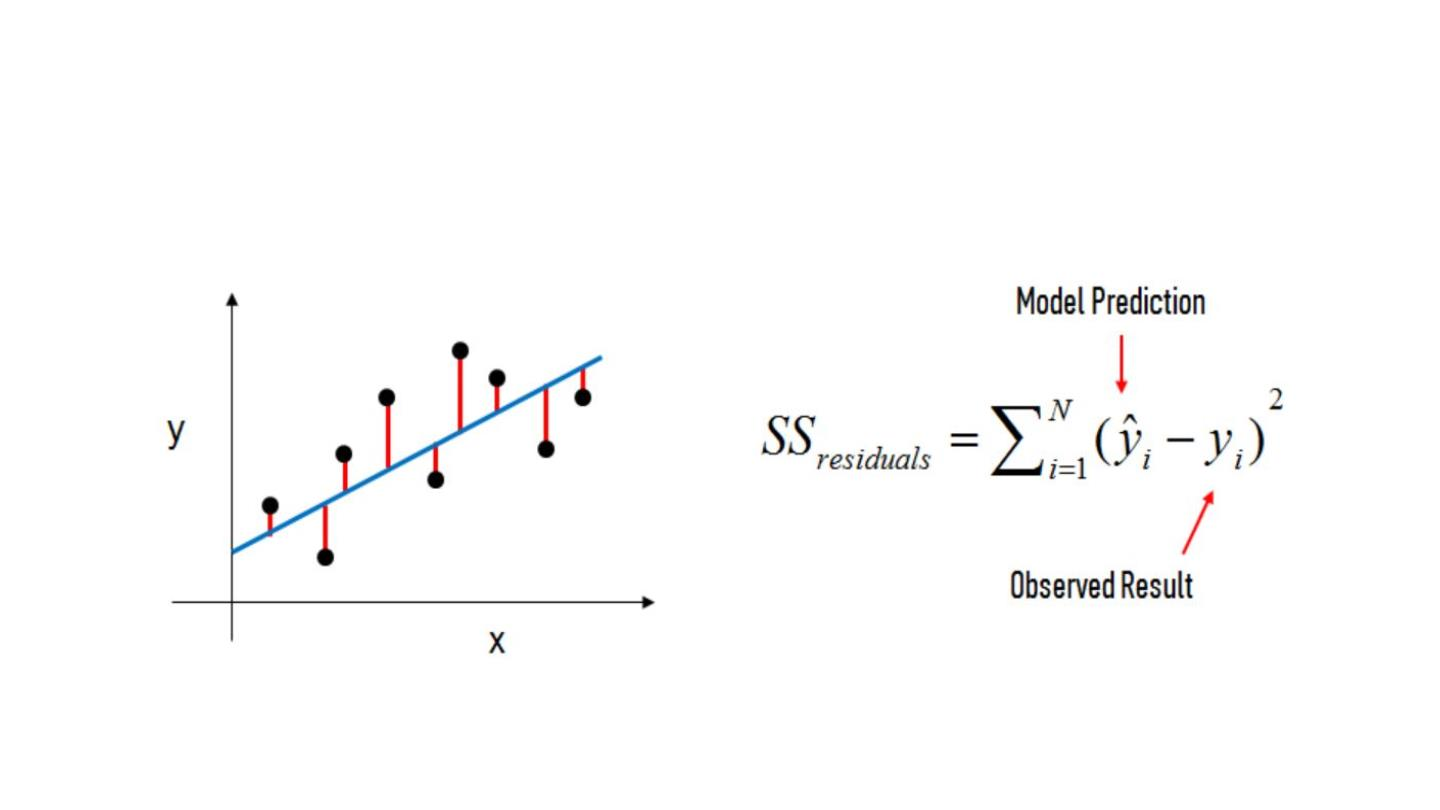 y
x
Model Prediction
SS_residuals = ∑_{i=1}^{N} (ŷ_i − y_i)^2
Observed Result